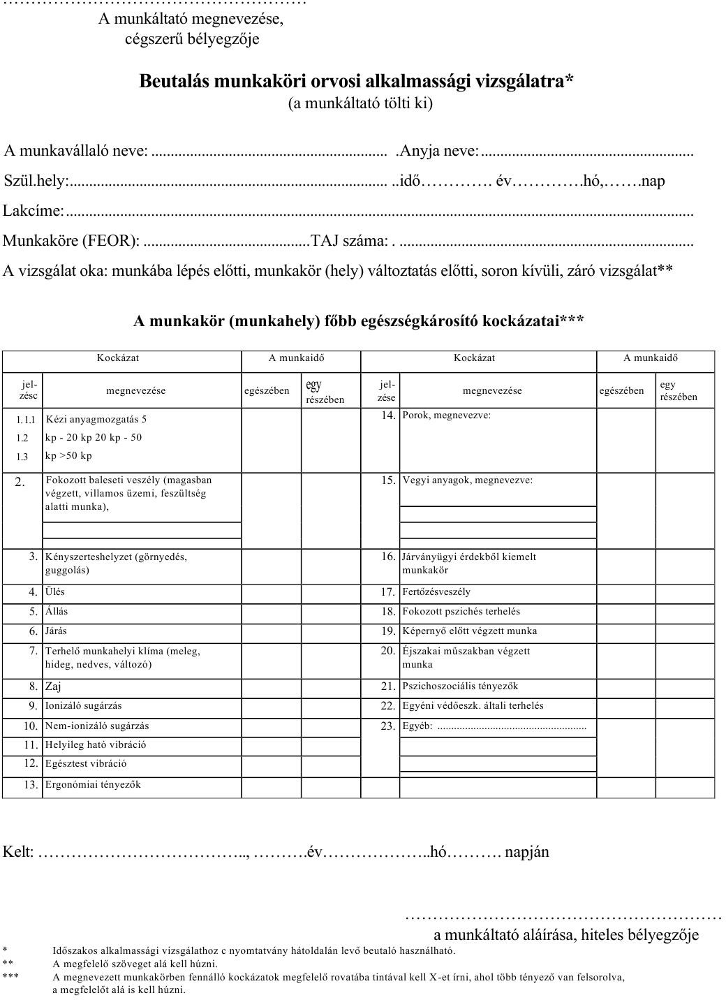 ……………………………………………….
A munkáltató megnevezése,
cégszerű bélyegzője
Beutalás munkaköri orvosi alkalmassági vizsgálatra*
(a munkáltató tölti ki)
A munkavállaló neve: ............................................................. .Anyja neve:.......................................................
Szül.hely:.................................................................................. ..idő…………. év………….hó,…….nap
Lakcíme:..................................................................................................................................................................
Munkaköre (FEOR): ...........................................TAJ száma: . ............................................................................
A vizsgálat oka: munkába lépés előtti, munkakör (hely) változtatás előtti, soron kívüli, záró vizsgálat**
A munkakör (munkahely) főbb egészségkárosító kockázatai***
Kockázat A munkaidő Kockázat A munkaidő
jel-
zésc megnevezése egészében egy
részében jel-
zése megnevezése egészében egy
részében
1.1.1 Kézi anyagmozgatás 5
1.2 kp - 20 kp 20 kp - 50
1.3 kp >50 kp
14. Porok, megnevezve:
2. Fokozott baleseti veszély (magasban
végzett, villamos üzemi, feszültség
alatti munka),
15. Vegyi anyagok, megnevezve:
3. Kényszerteshelyzet (görnyedés,
guggolás)
16. Járványügyi érdekből kiemelt
munkakör
4. Ülés 17. Fertőzésveszély
5. Állás 18. Fokozott pszichés terhelés
6. Járás 19. Képernyő előtt végzett munka
7. Terhelő munkahelyi klíma (meleg,
hideg, nedves, változó)
20. Éjszakai műszakban végzett
munka
8. Zaj 21. Pszichoszociális tényezők
9. Ionizáló sugárzás 22. Egyéni védőeszk. általi terhelés
10. Nem-ionizáló sugárzás 23. Egyéb: ......................................................
11. Helyileg ható vibráció
12. Egésztest vibráció
13. Ergonómiai tényezők
Kelt: ……………………………….., ……….év………………..hó………. napján
…………………………………………………
a munkáltató aláírása, hiteles bélyegzője
* Időszakos alkalmassági vizsgálathoz c nyomtatvány hátoldalán levő beutaló használható.
** A megfelelő szöveget alá kell húzni.
*** A megnevezett munkakörben fennálló kockázatok megfelelő rovatába tintával kell X-et írni, ahol több tényező van felsorolva,
a megfelelőt alá is kell húzni.